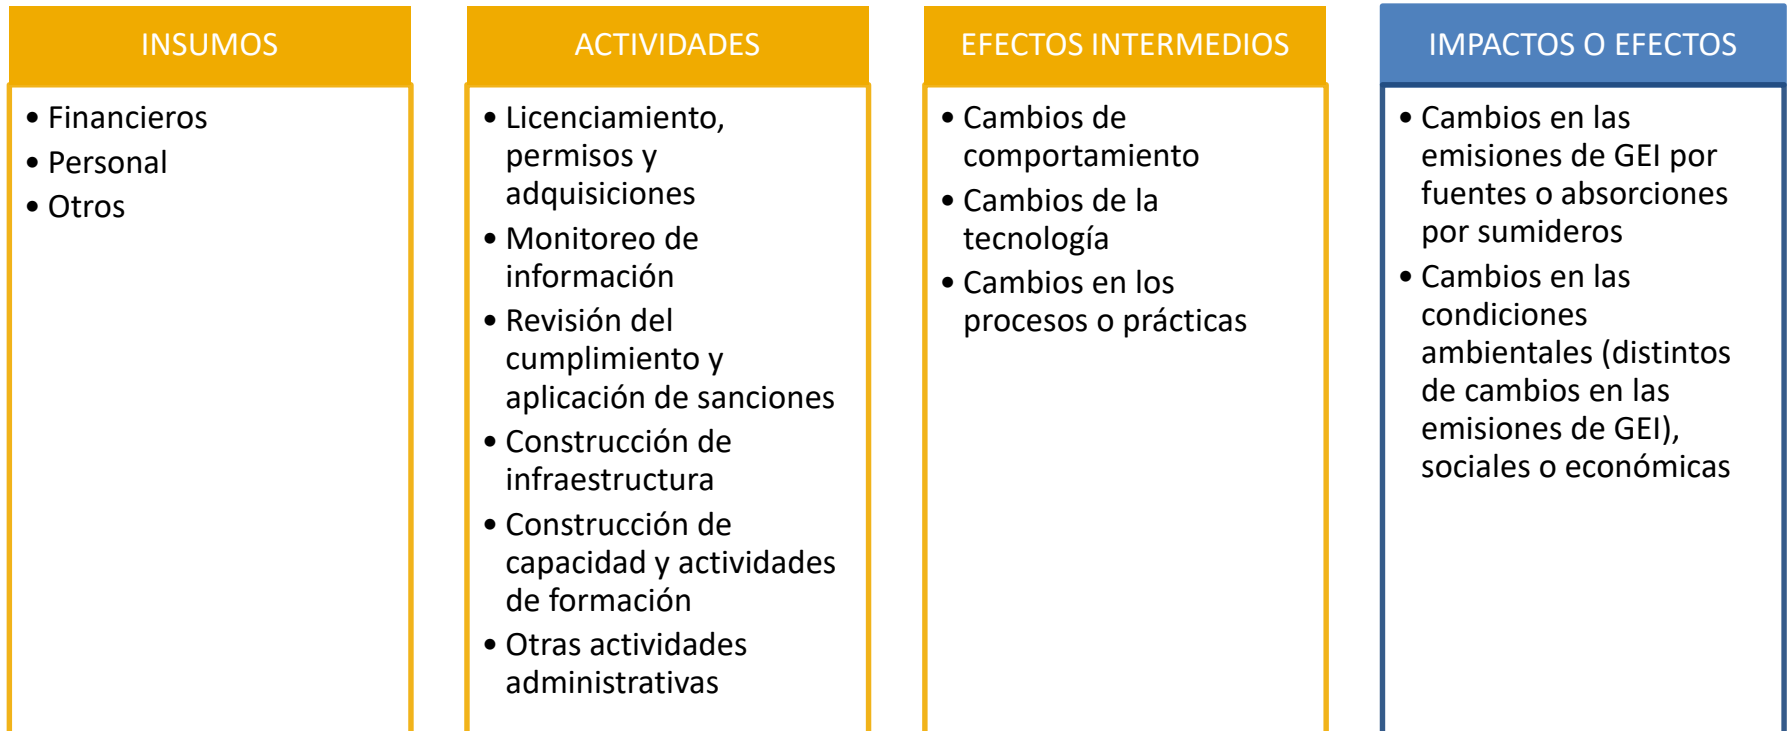 INSUMOS
• Financieros
• Personal
• Otros
ACTIVIDADES
• Licenciamiento,
permisos y
adquisiciones
• Monitoreo de
información
• Revisión del
cumplimiento y
aplicación de sanciones
• Construcción de
infraestructura
• Construcción de
capacidad y actividades
de formación
• Otras actividades
administrativas
EFECTOS INTERMEDIOS
• Cambios de
comportamiento
• Cambios de la
tecnología
• Cambios en los
procesos o prácticas
IMPACTOS O EFECTOS
• Cambios en las
emisiones de GEI por
fuentes o absorciones
por sumideros
• Cambios en las
condiciones
ambientales (distintos
de cambios en las
emisiones de GEI),
sociales o económicas